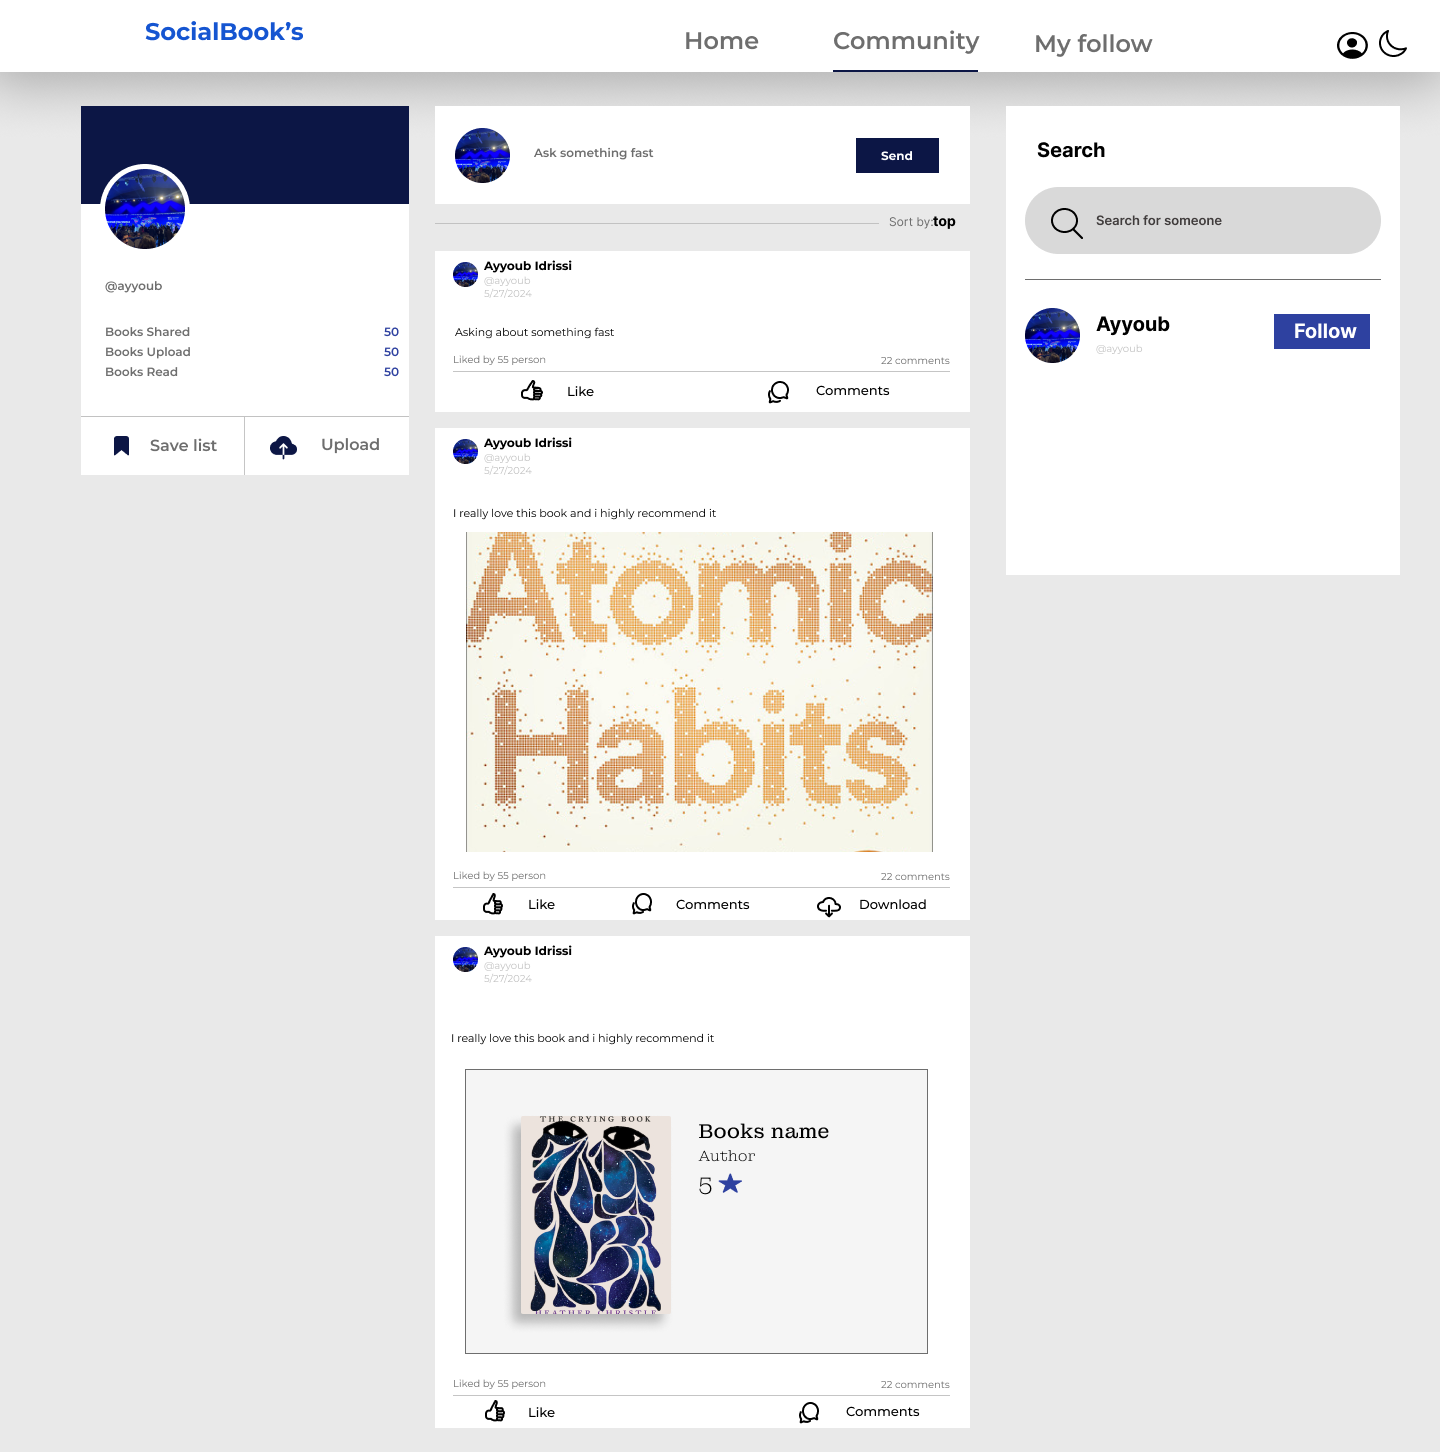 SocialBook’s
Home
Community
My follow
@ayyoub
Books Shared 50
Books Upload 50
Books Read 50
Save list
Upload
Ask something fast
Send
Sort by:top
Ayyoub Idrissi
@ayyoub
5/27/2024
Asking about something fast
Liked by 55 person
22 comments
Like
Comments
Ayyoub Idrissi
@ayyoub
5/27/2024
I really love this book and i highly recommend it
Atomic
Habits
Liked by 55 person
22 comments
Like
Comments
Download
Ayyoub Idrissi
@ayyoub
5/27/2024
I really love this book and i highly recommend it
THE CRYING BOOK
HEATHER CHRISTLE
Books name
Author
5
Liked by 55 person
22 comments
Like
Comments
Search
Search for someone
Ayyoub
@ayyoub
Follow